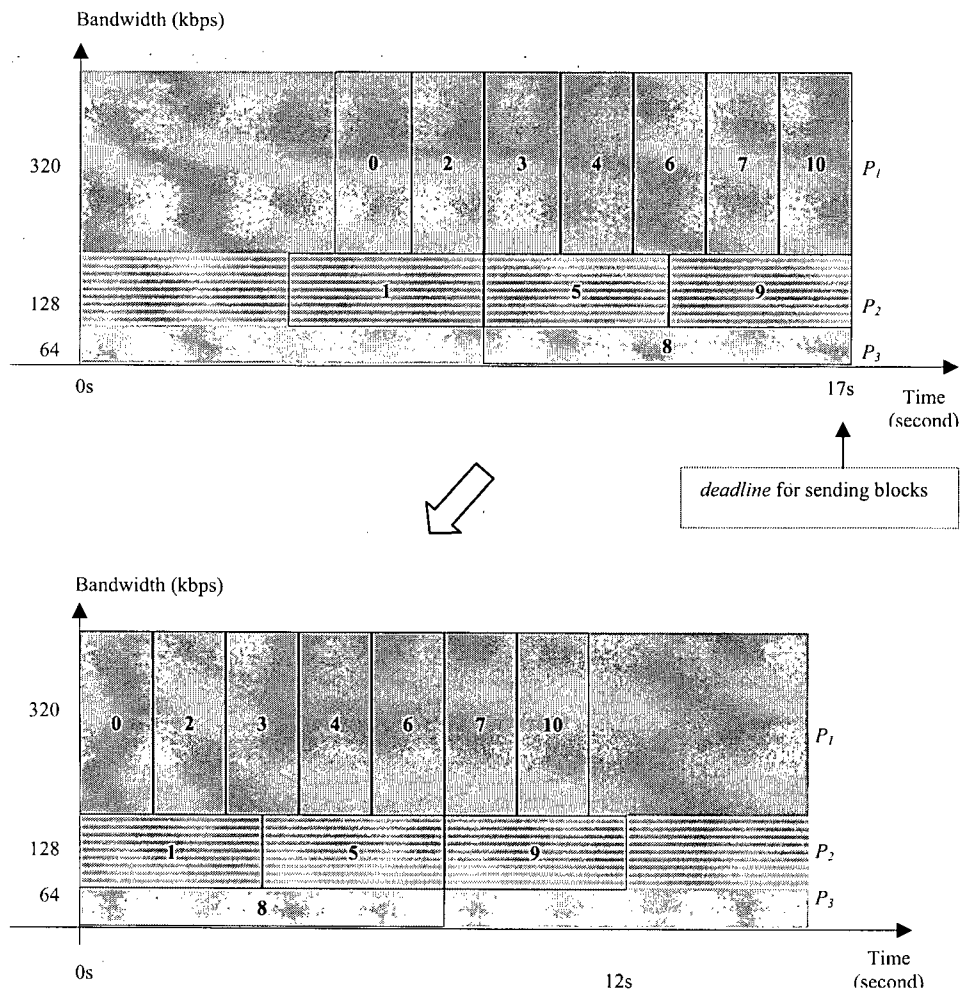 Bandwidth (kbps)
320
0 2 3 4 6 7 10
P1
128
1 5 9
P2
64
8
P3
0s
17s
Time
(second)
deadline for sending blocks
Bandwidth (kbps)
320
0 2 3 4 6 7 10
P1
128
1 5 9
P2
64
8
P3
0s
12s
Time
(second)